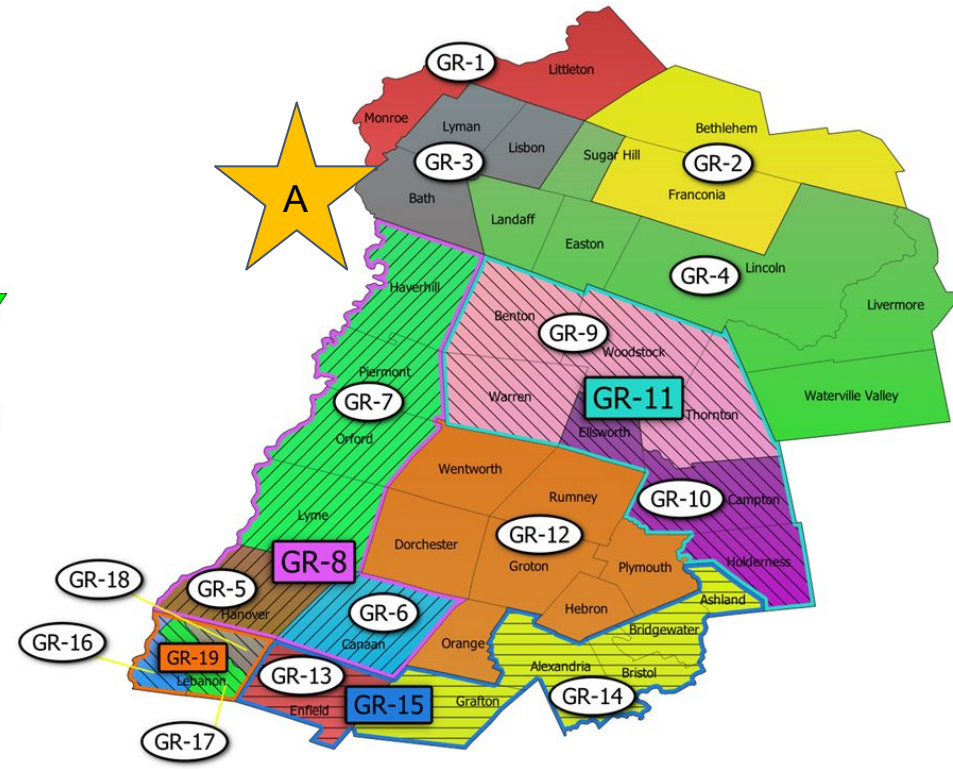 GR-1
Littleton
Monroe
Lyman
Bethlehem
GR-3
Lisbon
Sugar Hill
GR-2
A
Bath
Franconia
Landaff
Easton
Lincoln
GR-4
Haverhill
Livermore
Benton
GR-9
Woodstock
Piermont
GR-7
Warren
GR-11
Waterville Valley
Thornton
Orford
Ellsworth
Wentworth
Rumney
GR-10
Campton
Lyme
GR-12
Dorchester
Groton
Plymouth
Holderness
GR-8
GR-18
GR-5
Hanover
GR-6
Hebron
Ashland
GR-16
Canaan
Orange
Bridgewater
GR-19
Lebanon
GR-13
Alexandria
Bristol
Enfield
GR-15
Grafton
GR-14
GR-17